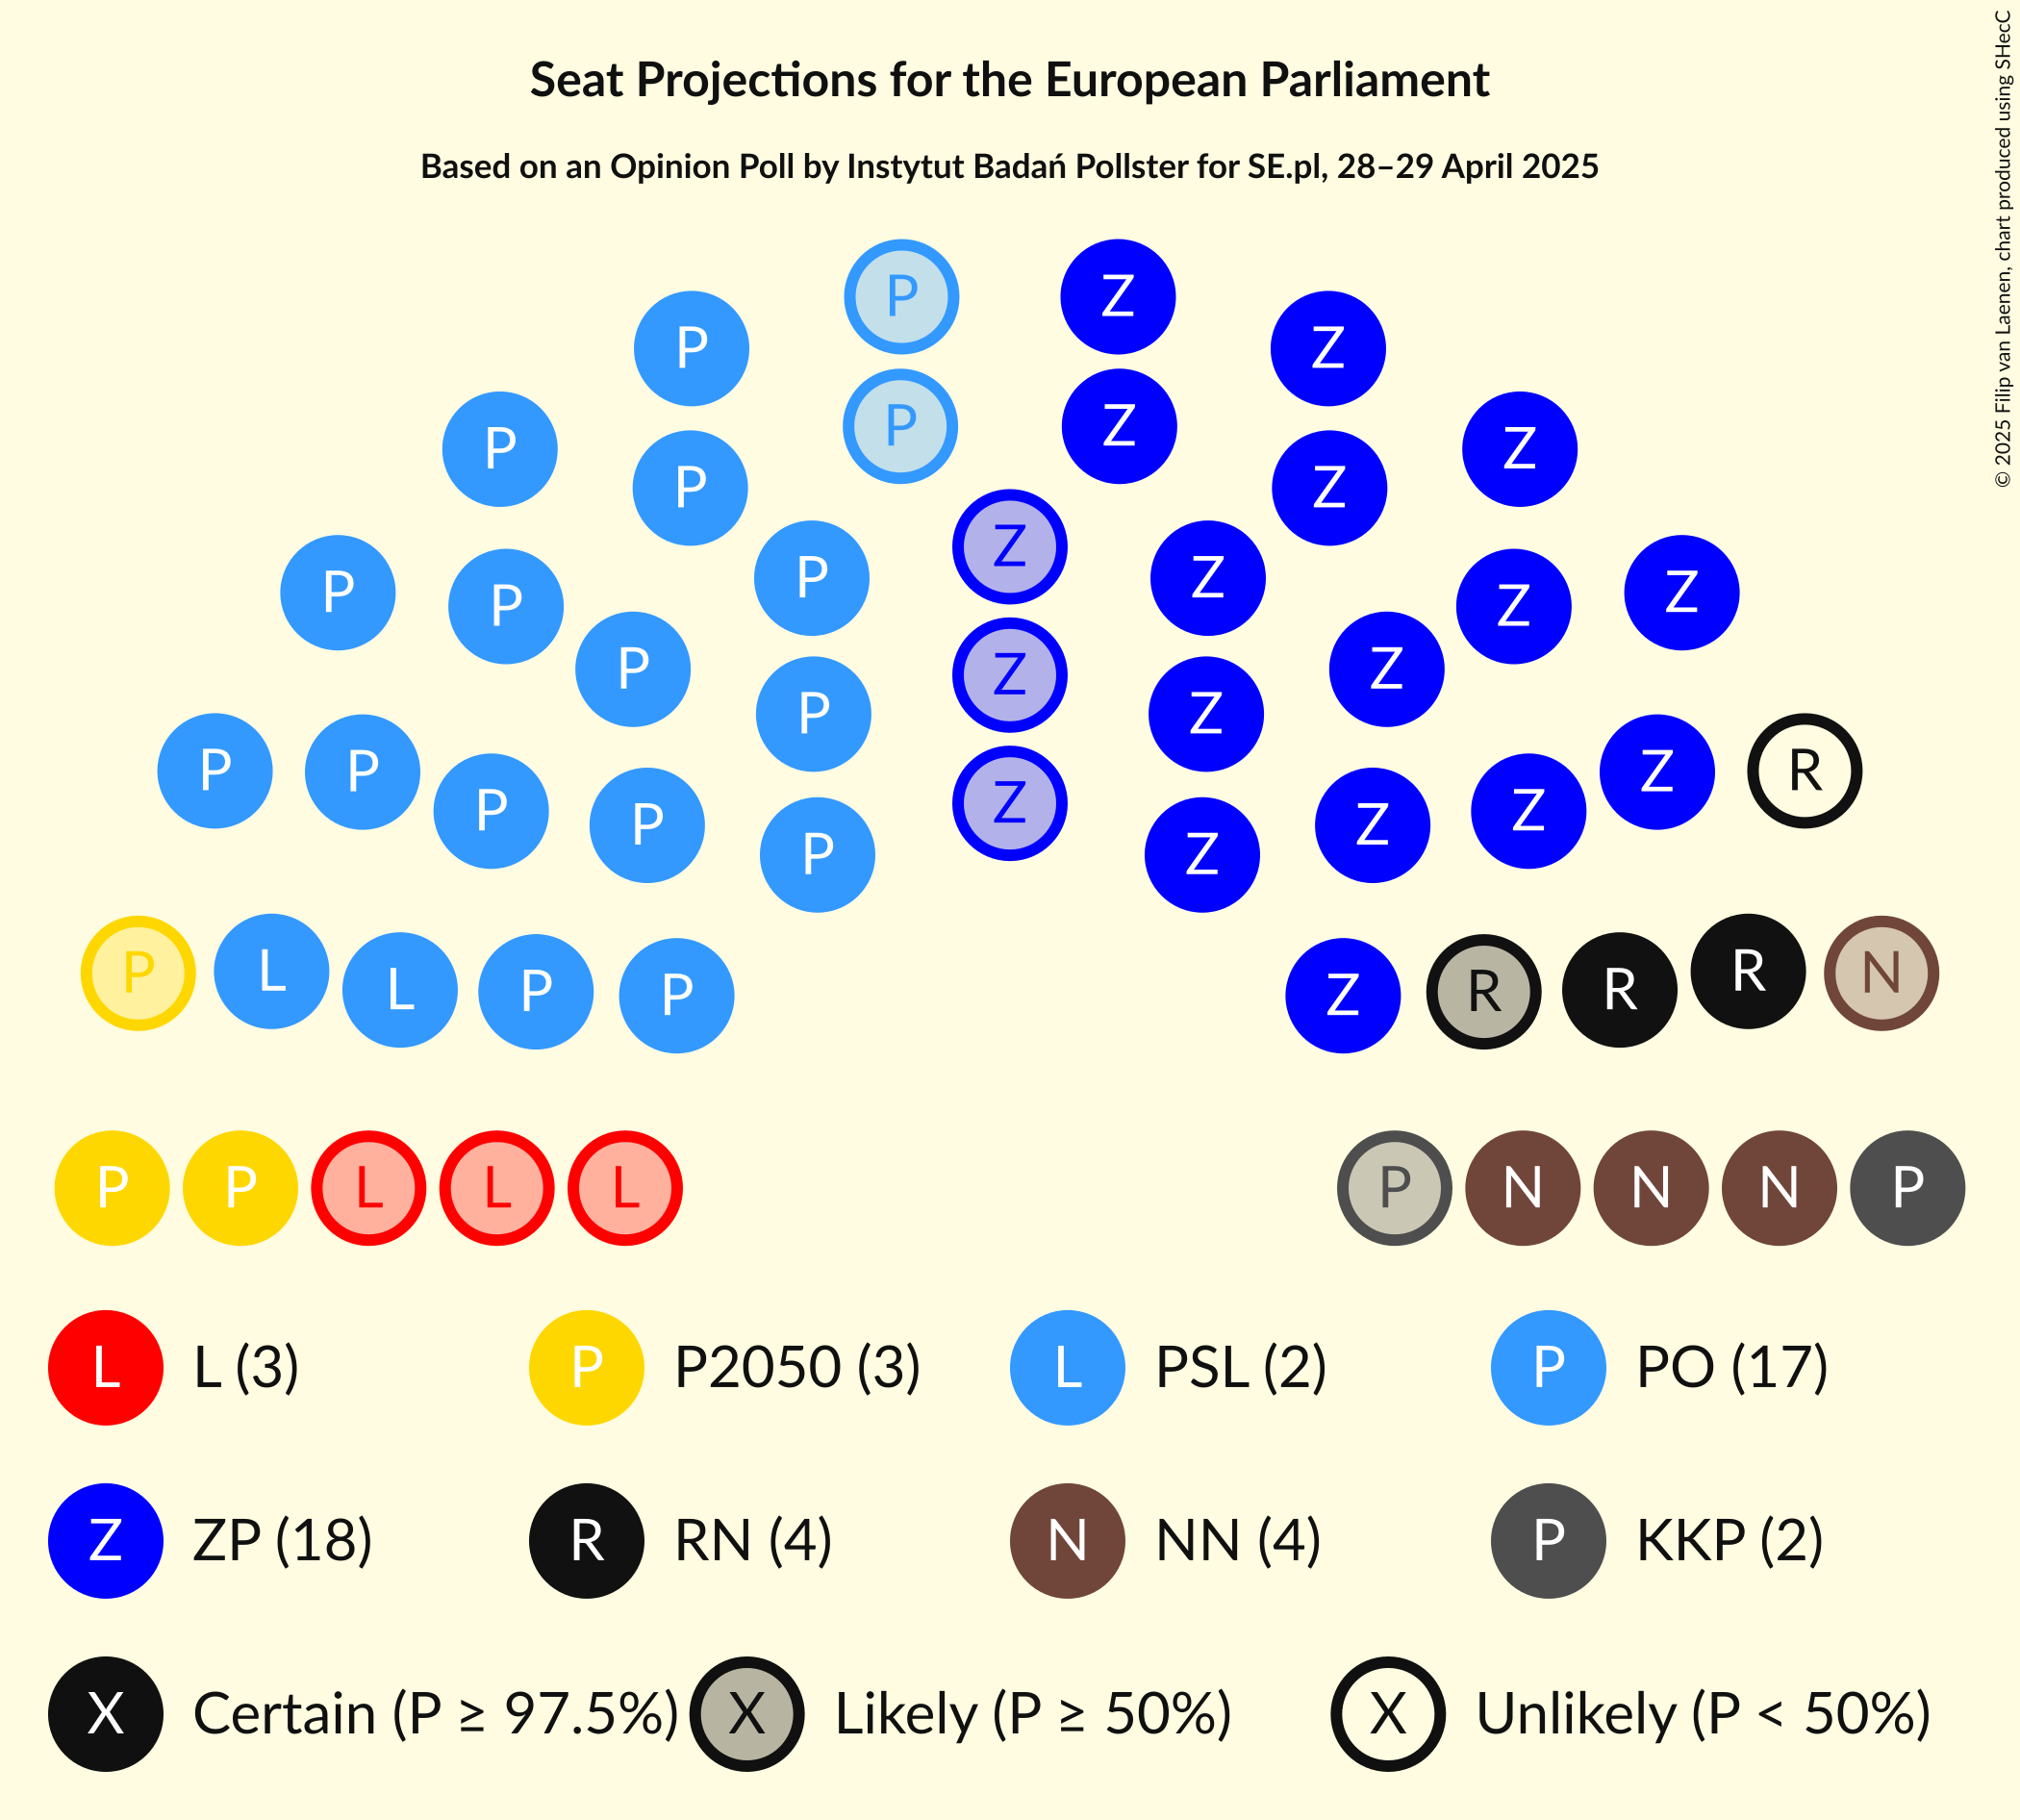 Seat Projections for the European Parliament
Based on an Opinion Poll by Instytut Badań Pollster for SE.pl, 28–29 April 2025
© 2025 Filip van Laenen, chart produced using SHecC
P Z
P Z
P Z
P Z
P Z
P Z
Z
P Z
P Z
P Z
P Z
Z
P Z
P P Z R
P Z
Z
P Z
P Z
P L Z R N
L P R R
P P L L L P N N N P
L L (3) P P2050 (3) L PSL (2) P PO (17)
Z ZP (18) R RN (4) N NN (4) P KKP (2)
X Certain (P ≥ 97.5%) X Likely (P ≥ 50%) X Unlikely (P < 50%)